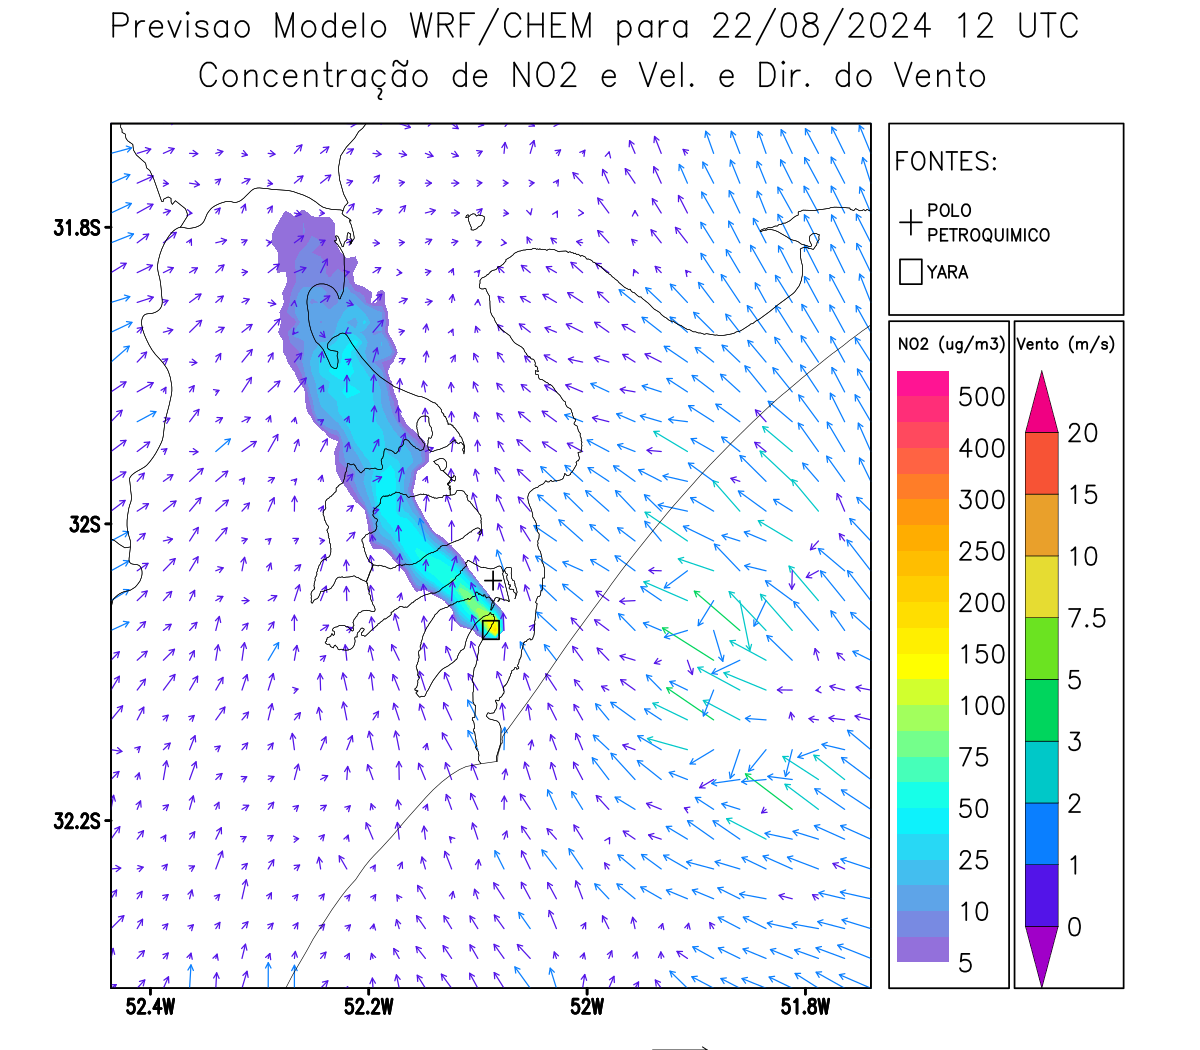 Previsao Modelo WRF/CHEM para 22/08/2024 12 UTC
Concentração de NO2 e Vel. e Dir. do Vento
FONTES:
POLO
PETROQUIMICO
YARA
NO2 (ug/m3)
500
400
300
250
200
150
100
75
50
25
10
5
Vento (m/s)
20
15
10
7.5
5
3
2
1
0
31.8S
32S
32.2S
52.4W
52.2W
52W
51.8W